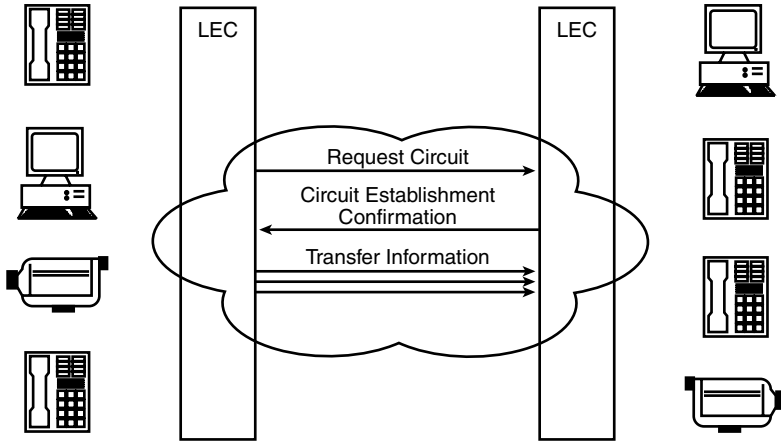 LEC
LEC
Request Circuit
Circuit Establishment
Confirmation
Transfer Information